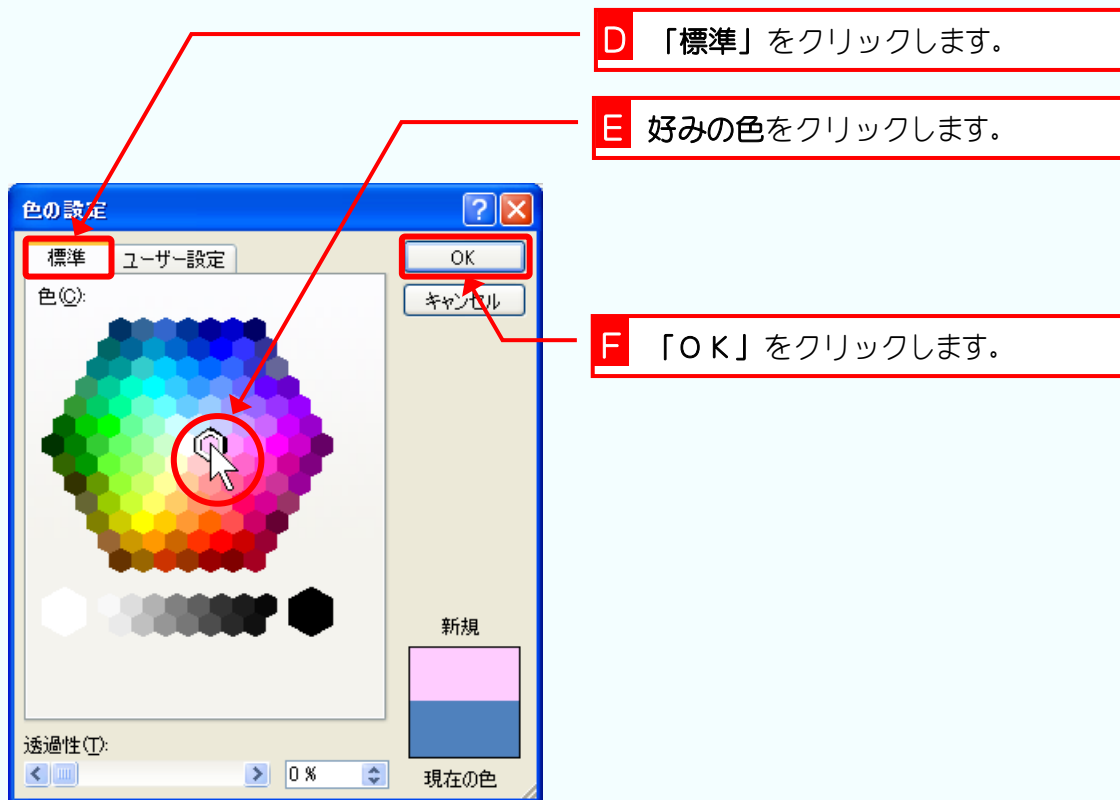 D 「標準」をクリックします。
E 好みの色をクリックします。
色の設定
標準 ユーザー設定 OK
色(C): キャンセル
F 「ＯＫ」をクリックします。
新規
透過性(T):
0 % 現在の色